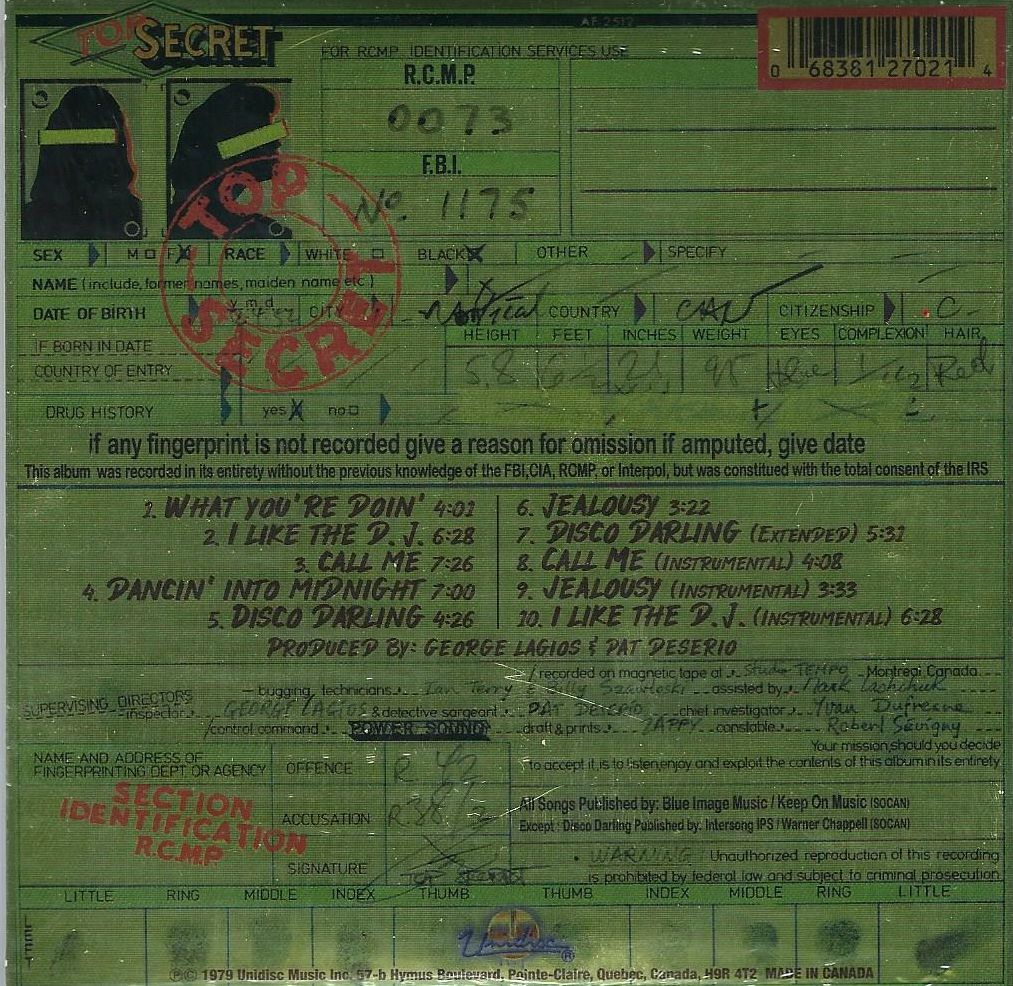 TOP SECRET
AF 2512
FOR RCMP. IDENTIFICATION SERVICES USE
R.C.M.P.
0073
F.B.I.
No. 1175
0 68381 27021 4
TOP SECRET
SEX M F RACE WHITE BLACK OTHER SPECIFY
NAME (include, former names, maiden name etc)
DATE OF BIRTH y m d CITY COUNTRY CAN CITIZENSHIP C-
HEIGHT FEET INCHES WEIGHT EYES COMPLEXION HAIR
IF BORN IN DATE
COUNTRY OF ENTRY
5.8 95 Red
DRUG HISTORY yes no
if any fingerprint is not recorded give a reason for omission if amputed, give date
This album was recorded in its entirety without the previous knowledge of the FBI,CIA, RCMP, or Interpol, but was constitued with the total consent of the IRS
1. WHAT YOU'RE DOIN' 4:01
2. I LIKE THE D.J. 6:28
3. CALL ME 7:26
4. DANCIN' INTO MIDNIGHT 7:00
5. DISCO DARLING 4:26
6. JEALOUSY 3:22
7. DISCO DARLING (EXTENDED) 5:31
8. CALL ME (INSTRUMENTAL) 4:08
9. JEALOUSY (INSTRUMENTAL) 3:33
10. I LIKE THE D.J. (INSTRUMENTAL) 6:28
PRODUCED BY: GEORGE LAGIOS & PAT DESERIO
/recorded on magnetic tape at Studio TEMPO Montreal Canada
SUPERVISING DIRECTORS
bugging technicians Ian Terry & Billy Szawloski assisted by Mark
inspector GEORGE LAGIOS & detective sergeant PAT DESERIO chief investigator Yvan Dufresne
/control command POWER SOUND draft & prints ZAPPY constable Robert Sevigny
Your mission,should you decide
to accept it,is to listen,enjoy and exploit the contents of this album in its entirety
NAME AND ADDRESS OF
FINGERPRINTING DEPT OR AGENCY
OFFENCE
ACCUSATION
SIGNATURE
SECTION
IDENTIFICATION
R.C.M.P
All Songs Published by: Blue Image Music / Keep On Music (SOCAN)
Except : Disco Darling Published by: Intersong IPS / Warner Chappell (SOCAN)
• WARNING! Unauthorized reproduction of this recording
is prohibited by federal law and subject to criminal prosecution
LITTLE RING MIDDLE INDEX THUMB THUMB INDEX MIDDLE RING LITTLE
Unidisc ®
℗© 1979 Unidisc Music Inc. 57-b Hymus Boulevard, Pointe-Claire, Quebec, Canada, H9R 4T2 MADE IN CANADA